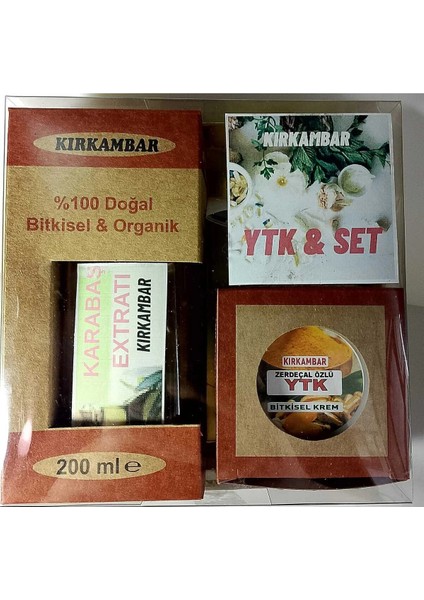 KIRKAMBAR
%100 Doğal
Bitkisel & Organik
KARABAŞ
EXTRATI
KIRKAMBAR
200 ml e
KIRKAMBAR
YTK & SET
KIRKAMBAR
ZERDEÇAL ÖZLÜ
YTK
BİTKİSEL KREM